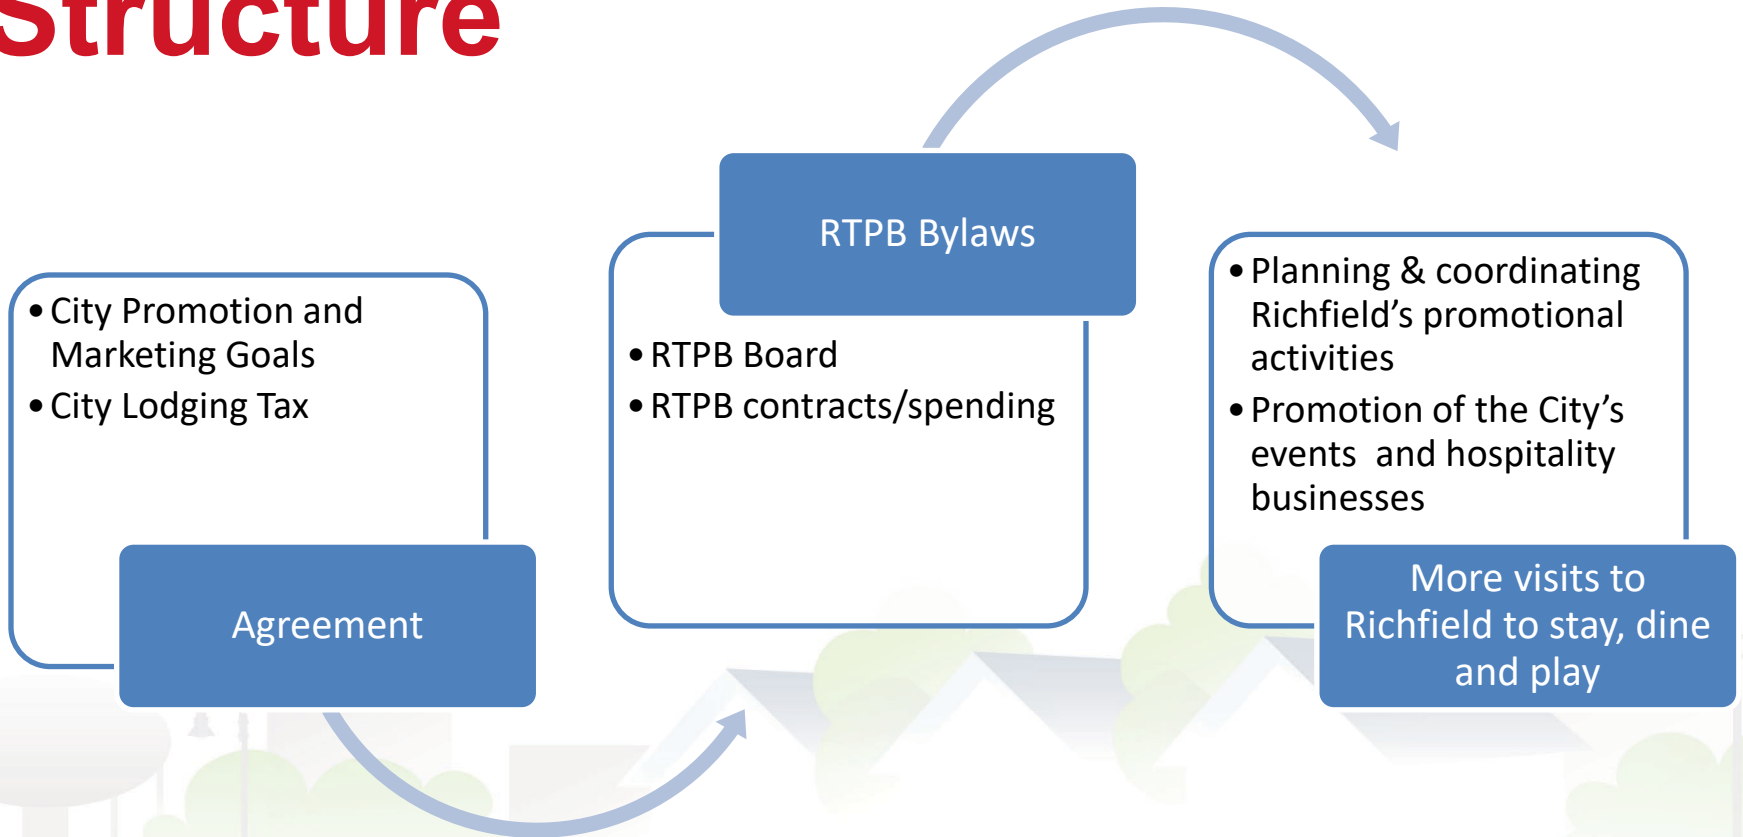 Structure
• City Promotion and
Marketing Goals
• City Lodging Tax
Agreement
RTPB Bylaws
• RTPB Board
• RTPB contracts/spending
• Planning & coordinating
Richfield’s promotional
activities
• Promotion of the City’s
events  and hospitality
businesses
More visits to
Richfield to stay, dine
and play